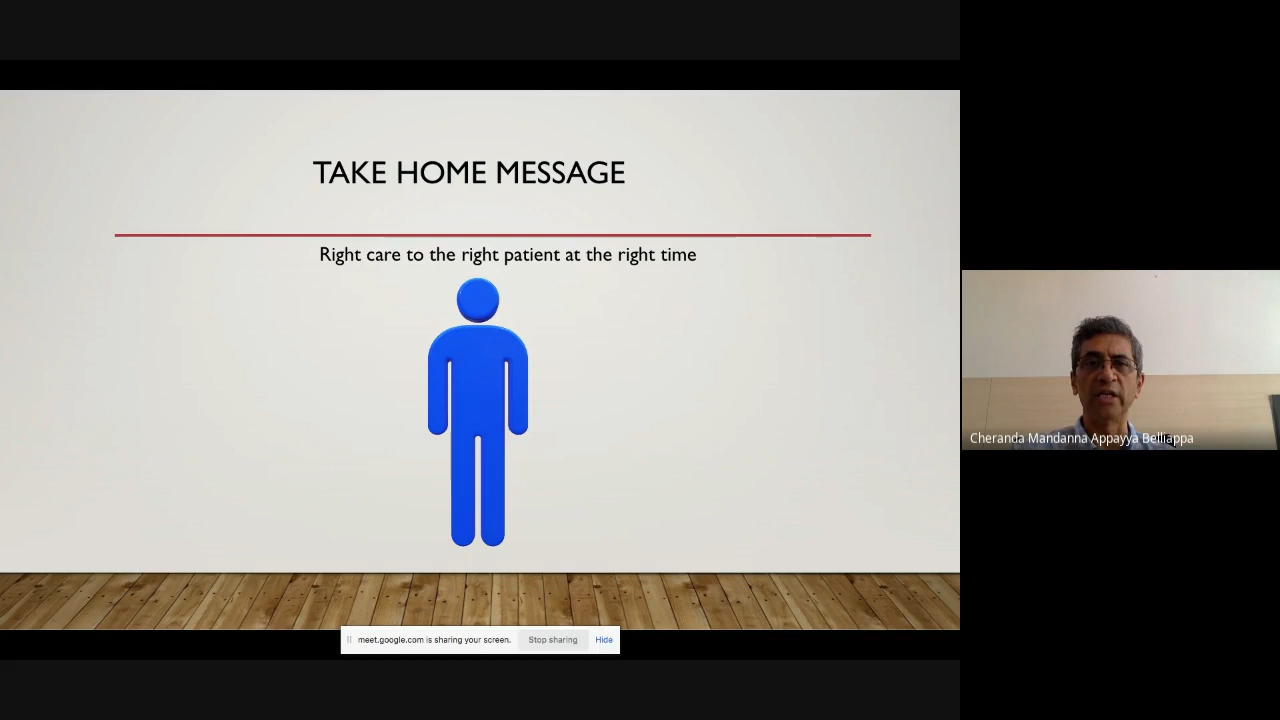 TAKE HOME MESSAGE
Right care to the right patient at the right time
Cheranda Mandanna Appayya Belliappa
meet.google.com is sharing your screen.
Stop sharing
Hide